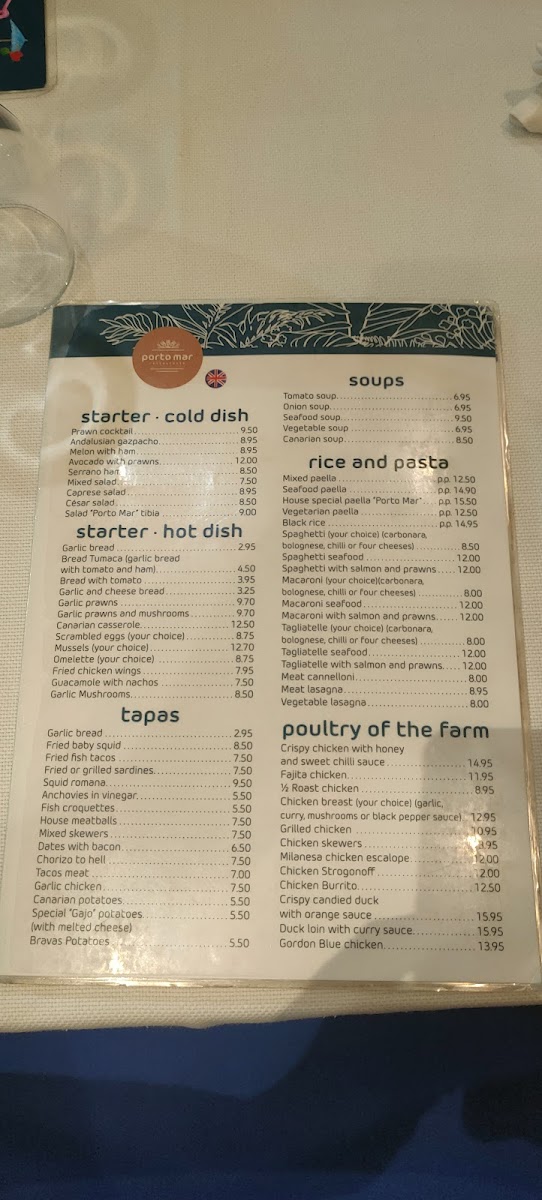 porto mar
starter · cold dish
Prawn cocktail 9.50
Andalusian gazpacho 8.95
Melon with ham 8.95
Avocado with prawns 12.00
Serrano ham 8.50
Mixed salad 7.50
Caprese salad 8.95
César salad 8.50
Salad "Porto Mar" tibia 9.00
starter · hot dish
Garlic bread 2.95
Bread Tumaca (garlic bread
with tomato and ham) 4.50
Bread with tomato 3.95
Garlic and cheese bread 3.25
Garlic prawns 9.70
Garlic prawns and mushrooms 9.70
Canarian casserole 12.50
Scrambled eggs (your choice) 8.75
Mussels (your choice) 12.70
Omelette (your choice) 8.75
Fried chicken wings 7.95
Guacamole with nachos 7.50
Garlic Mushrooms 8.50
tapas
Garlic bread 2.95
Fried baby squid 8.50
Fried fish tacos 7.50
Fried or grilled sardines 7.50
Squid romana 9.50
Anchovies in vinegar 5.50
Fish croquettes 5.50
House meatballs 7.50
Mixed skewers 7.50
Dates with bacon 6.50
Chorizo to hell 7.50
Tacos meat 7.00
Garlic chicken 7.50
Canarian potatoes 5.50
Special "Gajo" potatoes 5.50
(with melted cheese)
Bravas Potatoes 5.50
soups
Tomato soup 6.95
Onion soup 6.95
Seafood soup 9.50
Vegetable soup 6.95
Canarian soup 8.50
rice and pasta
Mixed paella p.p. 12.50
Seafood paella p.p. 14.90
House special paella "Porto Mar" p.p. 15.50
Vegetarian paella p.p. 12.50
Black rice p.p. 14.95
Spaghetti (your choice) (carbonara,
bolognese, chilli or four cheeses) 8.50
Spaghetti seafood 12.00
Spaghetti with salmon and prawns 12.00
Macaroni (your choice)(carbonara,
bolognese, chilli or four cheeses) 8.00
Macaroni seafood 12.00
Macaroni with salmon and prawns 12.00
Tagliatelle (your choice) (carbonara,
bolognese, chilli or four cheeses) 8.00
Tagliatelle seafood 12.00
Tagliatelle with salmon and prawns 12.00
Meat cannelloni 8.00
Meat lasagna 8.95
Vegetable lasagna 8.00
poultry of the farm
Crispy chicken with honey
and sweet chilli sauce 14.95
Fajita chicken 11.95
½ Roast chicken 8.95
Chicken breast (your choice) (garlic,
curry, mushrooms or black pepper sauce) 12.95
Grilled chicken 10.95
Chicken skewers
Milanesa chicken escalope 12.00
Chicken Strogonoff 12.00
Chicken Burrito 12.50
Crispy candied duck
with orange sauce 15.95
Duck loin with curry sauce 15.95
Gordon Blue chicken 13.95